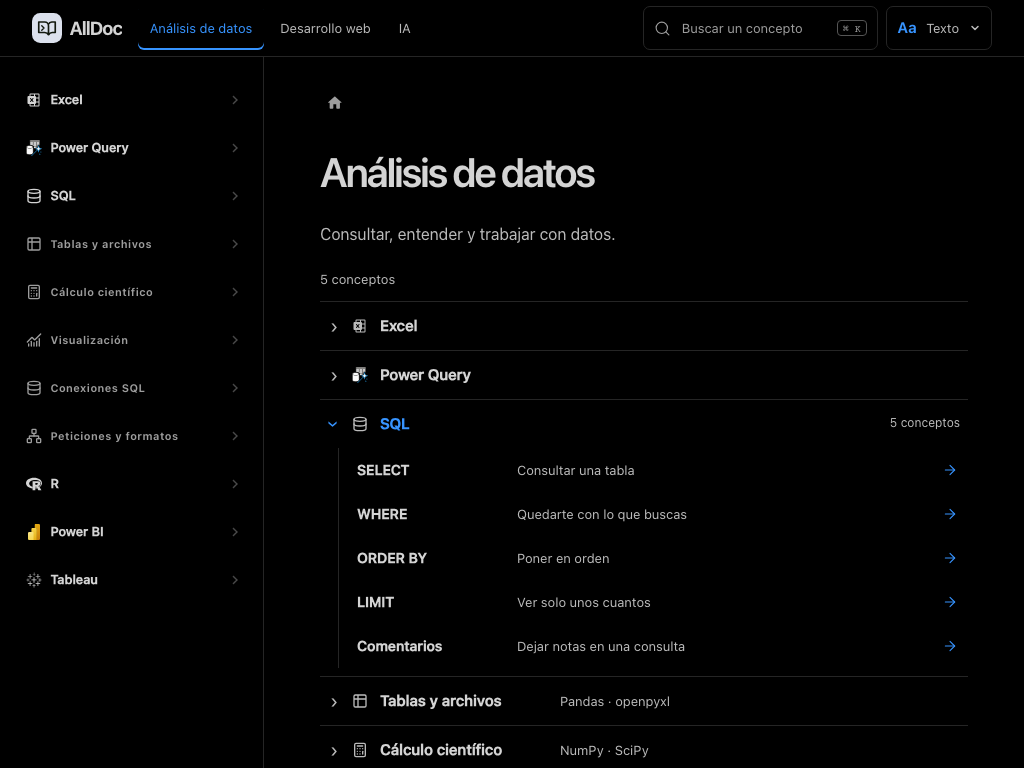 AllDoc
Análisis de datos
Desarrollo web
IA
Buscar un concepto
⌘ K
Aa Texto
Excel
Power Query
SQL
Tablas y archivos
Cálculo científico
Visualización
Conexiones SQL
Peticiones y formatos
R
Power BI
Tableau
Análisis de datos
Consultar, entender y trabajar con datos.
5 conceptos
Excel
Power Query
SQL 5 conceptos
SELECT Consultar una tabla
WHERE Quedarte con lo que buscas
ORDER BY Poner en orden
LIMIT Ver solo unos cuantos
Comentarios Dejar notas en una consulta
Tablas y archivos Pandas · openpyxl
Cálculo científico NumPy · SciPy